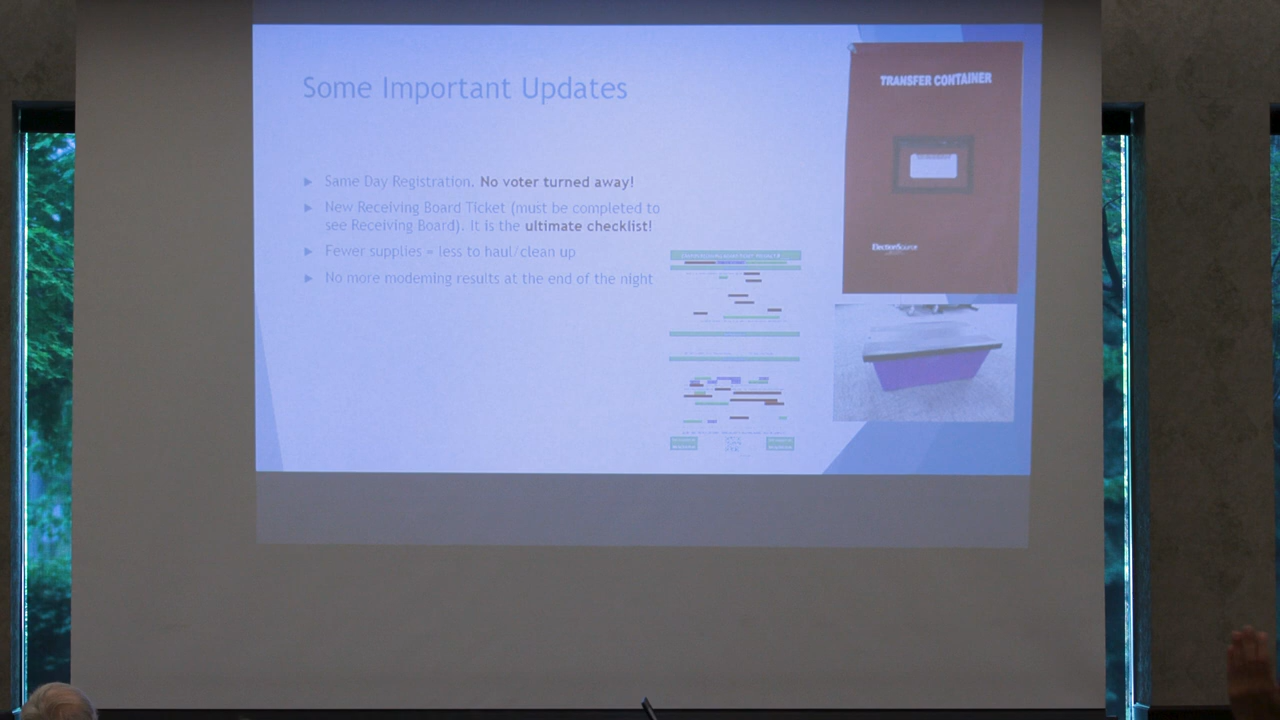 Some Important Updates
TRANSFER CONTAINER
Same Day Registration. No voter turned away!
New Receiving Board Ticket (must be completed to
see Receiving Board). It is the ultimate checklist!
Fewer supplies = less to haul/clean up
No more modeming results at the end of the night
ElectionSource